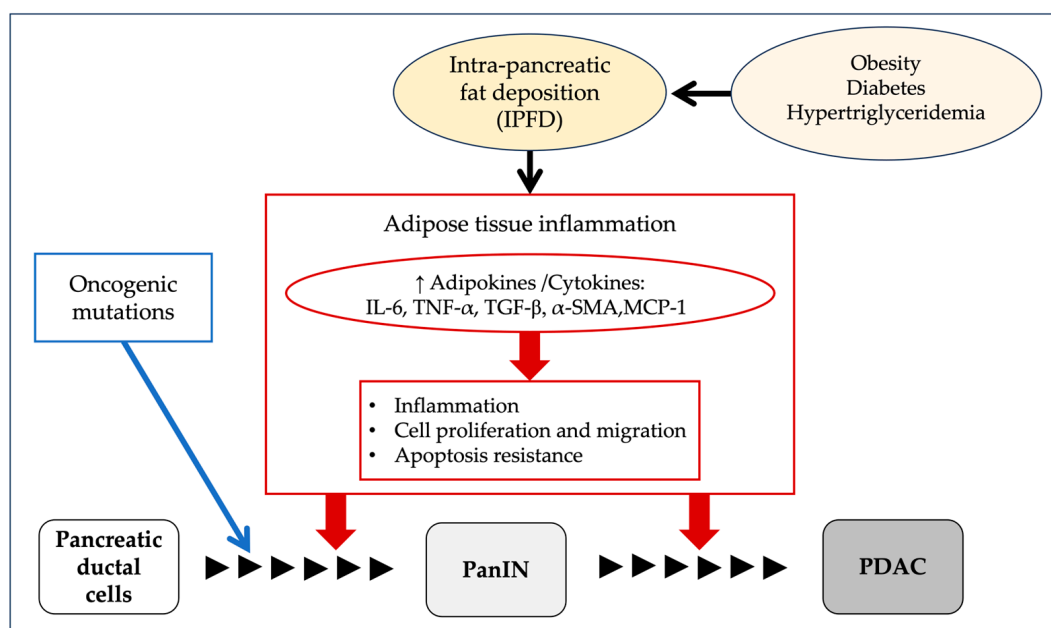 Intra-pancreatic
fat deposition
(IPFD)
Obesity
Diabetes
Hypertriglyceridemia
Adipose tissue inflammation
↑ Adipokines /Cytokines:
IL-6, TNF-α, TGF-β, α-SMA,MCP-1
Oncogenic
mutations
• Inflammation
• Cell proliferation and migration
• Apoptosis resistance
Pancreatic
ductal
cells
PanIN
PDAC